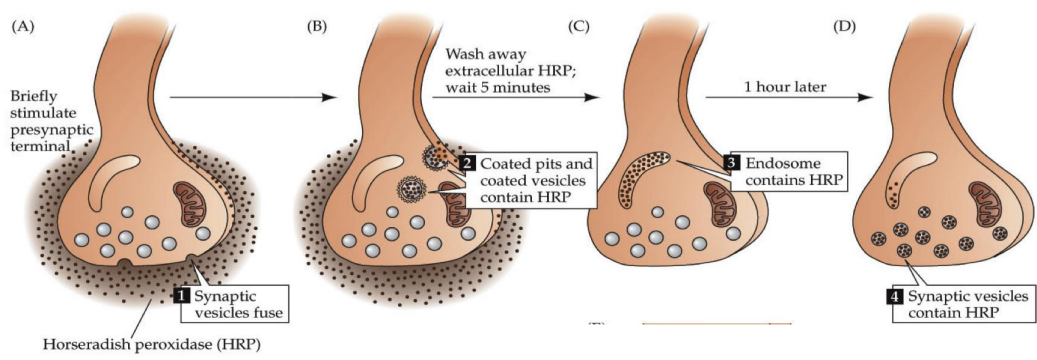 (A)
Briefly
stimulate
presynaptic
terminal
1 Synaptic
vesicles fuse
Horseradish peroxidase (HRP)
(B)
2 Coated pits and
coated vesicles
contain HRP
Wash away
extracellular HRP;
wait 5 minutes
(C)
3 Endosome
contains HRP
1 hour later
(D)
4 Synaptic vesicles
contain HRP